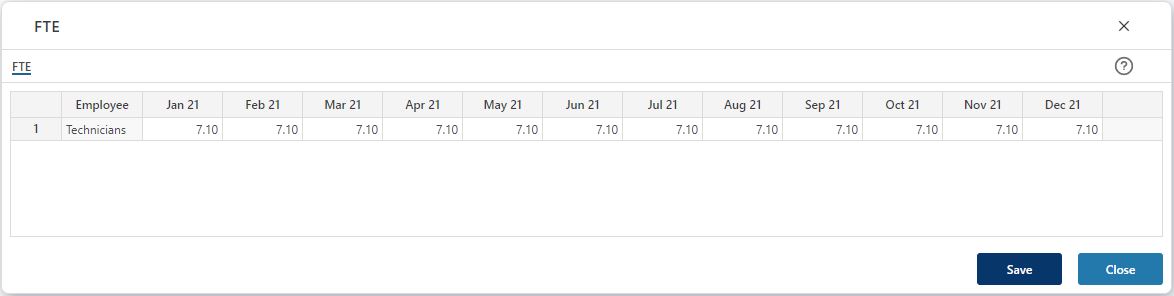 FTE
FTE
Employee Jan 21 Feb 21 Mar 21 Apr 21 May 21 Jun 21 Jul 21 Aug 21 Sep 21 Oct 21 Nov 21 Dec 21
1 Technicians 7.10 7.10 7.10 7.10 7.10 7.10 7.10 7.10 7.10 7.10 7.10 7.10
Save Close